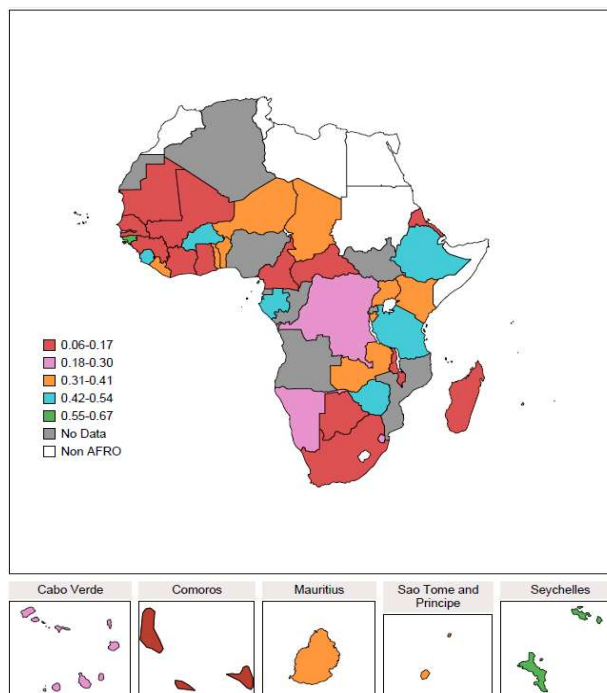 0.06-0.17
0.18-0.30
0.31-0.41
0.42-0.54
0.55-0.67
No Data
Non AFRO
Cabo Verde
Comoros
Mauritius
Sao Tome and
Principe
Seychelles